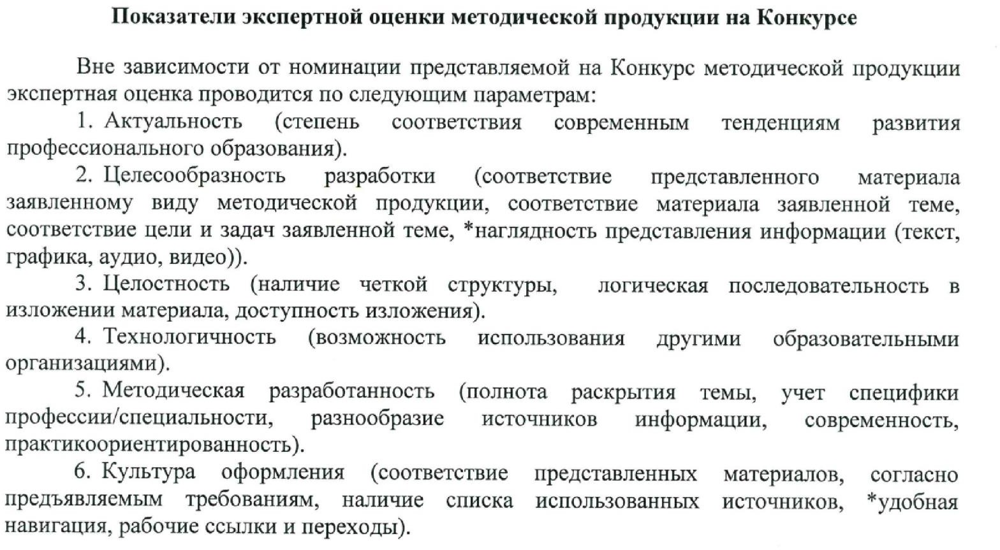 Показатели экспертной оценки методической продукции на Конкурсе
Вне зависимости от номинации представляемой на Конкурс методической продукции
экспертная оценка проводится по следующим параметрам:
1. Актуальность (степень соответствия современным тенденциям развития
профессионального образования).
2. Целесообразность разработки (соответствие представленного материала
заявленному виду методической продукции, соответствие материала заявленной теме,
соответствие цели и задач заявленной теме, *наглядность представления информации (текст,
графика, аудио, видео)).
3. Целостность (наличие четкой структуры, логическая последовательность в
изложении материала, доступность изложения).
4. Технологичность (возможность использования другими образовательными
организациями).
5. Методическая разработанность (полнота раскрытия темы, учет специфики
профессии/специальности, разнообразие источников информации, современность,
практикоориентированность).
6. Культура оформления (соответствие представленных материалов, согласно
предъявляемым требованиям, наличие списка использованных источников, *удобная
навигация, рабочие ссылки и переходы).